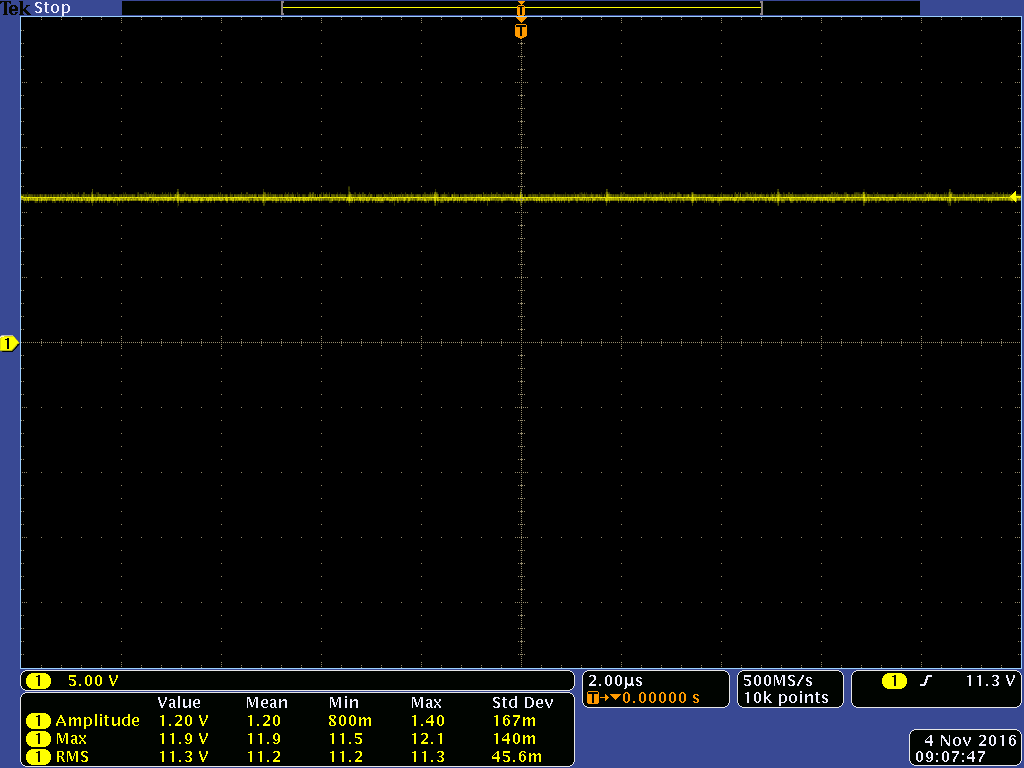 Tek Stop
T
T
1
1 5.00 V
2.00µs
T→▼0.00000 s
500MS/s
10k points
1 11.3 V
Value Mean Min Max Std Dev
1 Amplitude 1.20 V 1.20 800m 1.40 167m
1 Max 11.9 V 11.9 11.5 12.1 140m
1 RMS 11.3 V 11.2 11.2 11.3 45.6m
4 Nov 2016
09:07:47